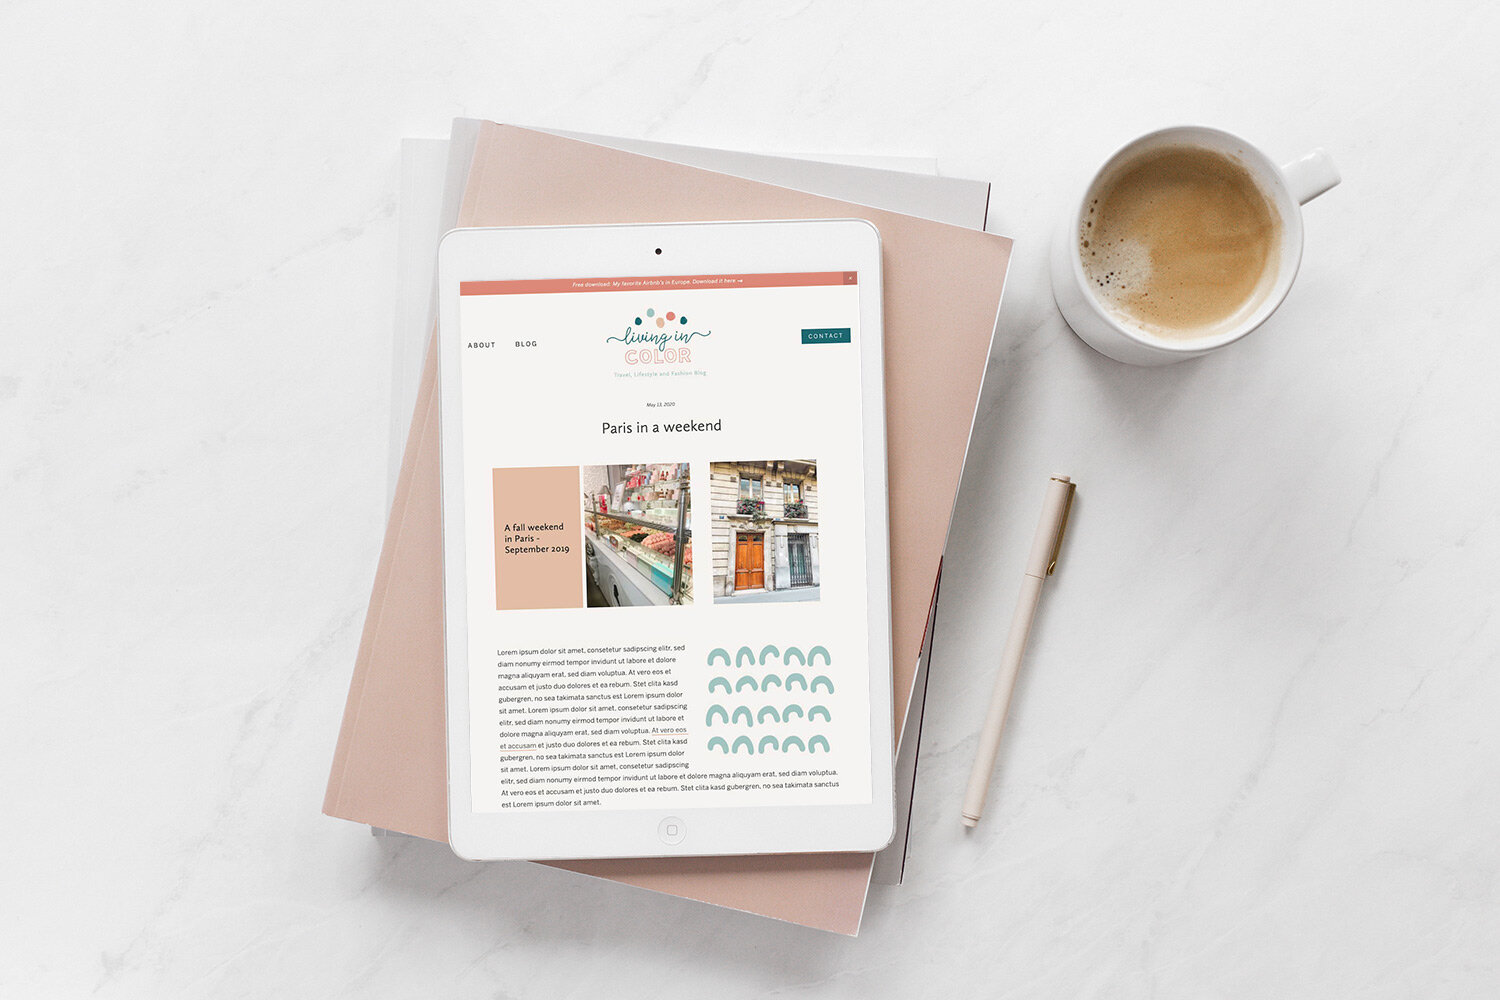 Free download: My favorite Airbnb's in Europe. Download it here →
×
ABOUT
BLOG
living in
COLOR
Travel, Lifestyle and Fashion Blog
CONTACT
May 13, 2020
Paris in a weekend
A fall weekend
in Paris -
September 2019
Lorem ipsum dolor sit amet, consetetur sadipscing elitr, sed
diam nonumy eirmod tempor invidunt ut labore et dolore
magna aliquyam erat, sed diam voluptua. At vero eos et
accusam et justo duo dolores et ea rebum. Stet clita kasd
gubergren, no sea takimata sanctus est Lorem ipsum dolor
sit amet. Lorem ipsum dolor sit amet, consetetur sadipscing
elitr, sed diam nonumy eirmod tempor invidunt ut labore et
dolore magna aliquyam erat, sed diam voluptua. At vero eos
et accusam et justo duo dolores et ea rebum. Stet clita kasd
gubergren, no sea takimata sanctus est Lorem ipsum dolor
sit amet. Lorem ipsum dolor sit amet, consetetur sadipscing
elitr, sed diam nonumy eirmod tempor invidunt ut labore et dolore magna aliquyam erat, sed diam voluptua.
At vero eos et accusam et justo duo dolores et ea rebum. Stet clita kasd gubergren, no sea takimata sanctus
est Lorem ipsum dolor sit amet.